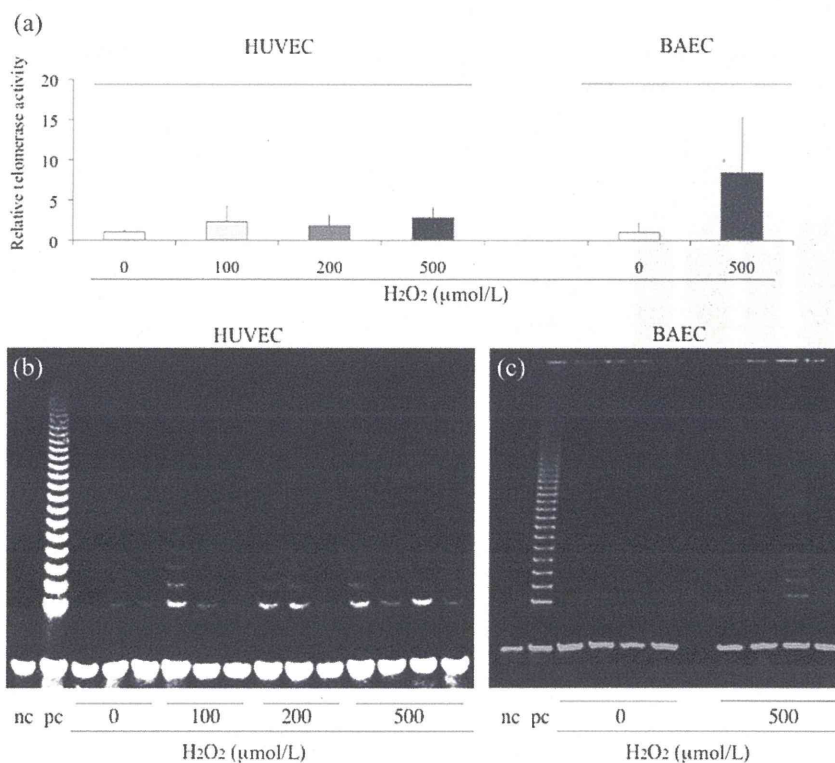 (a)
HUVEC BAEC
Relative telomerase activity
20
15
10
5
0
0 100 200 500 0 500
H2O2 (µmol/L)
HUVEC BAEC
(b) (c)
nc pc 0 100 200 500 nc pc 0 500
H2O2 (µmol/L) H2O2 (µmol/L)